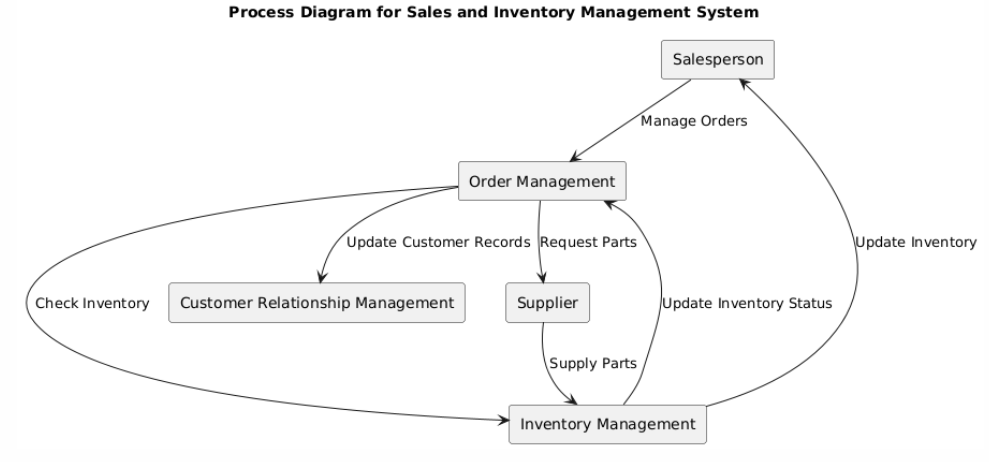 Process Diagram for Sales and Inventory Management System
Salesperson
Manage Orders
Order Management
Update Customer Records
Request Parts
Update Inventory
Check Inventory
Customer Relationship Management
Supplier
Update Inventory Status
Supply Parts
Inventory Management